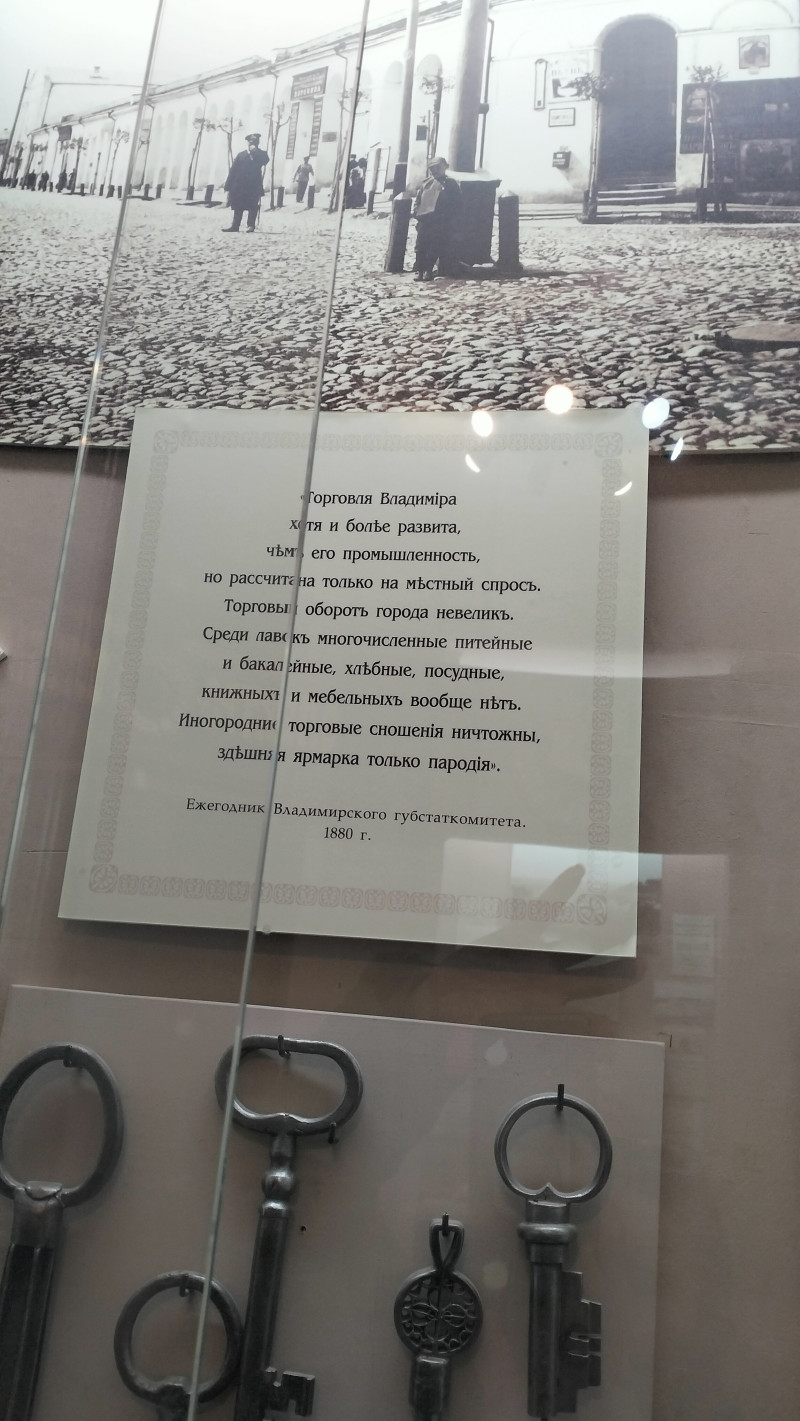 «Торговля Владиміра
хотя и болѣе развита,
чѣмъ его промышленность,
но рассчитана только на мѣстный спросъ.
Торговый оборотъ города невеликъ.
Среди лавокъ многочисленные питейные
и бакалейные, хлѣбные, посудные,
книжныхъ и мебельныхъ вообще нѣтъ.
Иногородние торговые сношенія ничтожны,
здѣшняя ярмарка только пародія».
Ежегодник Владимирского губстаткомитета.
1880 г.